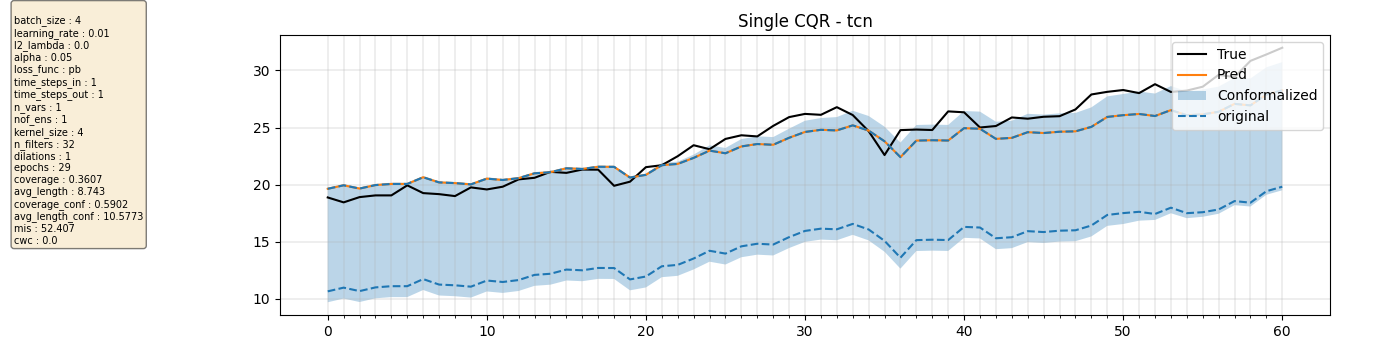 batch_size : 4
learning_rate : 0.01
l2_lambda : 0.0
alpha : 0.05
loss_func : pb
time_steps_in : 1
time_steps_out : 1
n_vars : 1
nof_ens : 1
kernel_size : 4
n_filters : 32
dilations : 1
epochs : 29
coverage : 0.3607
avg_length : 8.743
coverage_conf : 0.5902
avg_length_conf : 10.5773
mis : 52.407
cwc : 0.0
Single CQR - tcn
True
Pred
Conformalized
original
30
25
20
15
10
0 10 20 30 40 50 60